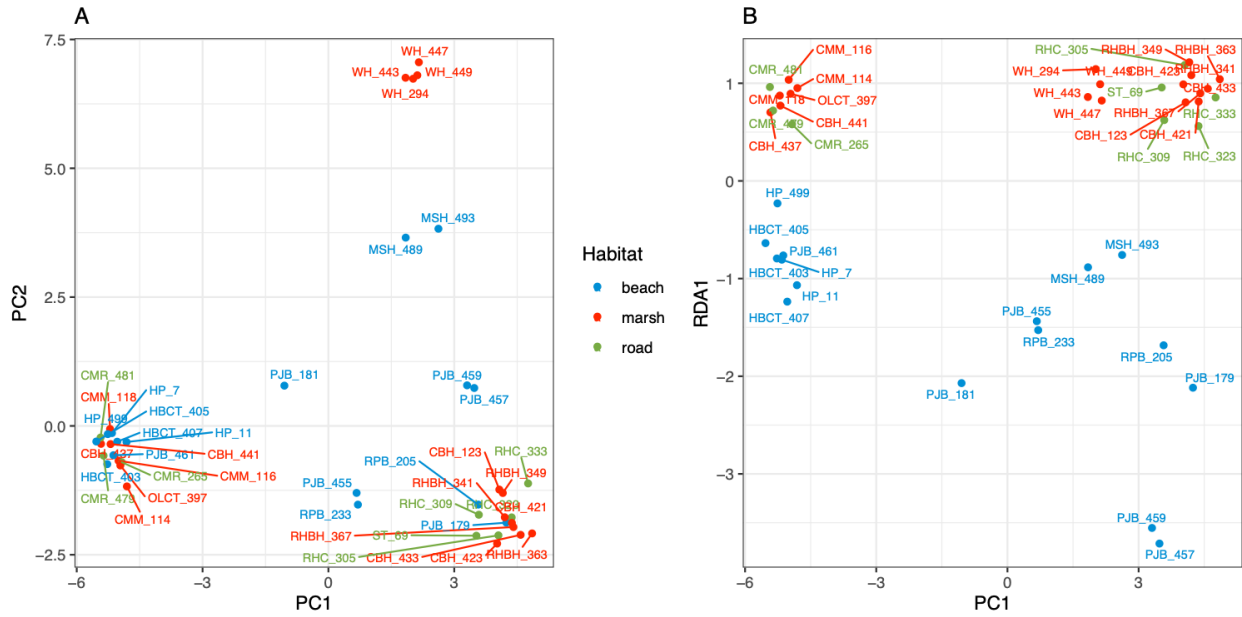 A
B
7.5
5.0
2.5
0.0
−2.5
PC2
−6
−3
0
3
PC1
WH_447
WH_443
WH_449
WH_294
MSH_493
MSH_489
PJB_181
PJB_459
PJB_457
CMR_481
CMM_118
HP_7
HBCT_405
HP_499
HBCT_407
HP_11
CBH_437
PJB_461
CBH_441
HBCT_403
CMR_265
CMM_116
CMR_479
OLCT_397
CMM_114
PJB_455
RPB_233
RPB_205
CBH_123
RHC_333
RHBH_341
RHBH_349
RHC_309
CBH_421
PJB_179
RHBH_367
ST_69
RHC_305
CBH_433
CBH_423
RHBH_363
Habitat
beach
marsh
road
1
0
−1
−2
−3
RDA1
−6
−3
0
3
PC1
CMM_116
CMR_481
CMM_114
CMM_118
OLCT_397
CMR_479
CBH_441
CBH_437
CMR_265
RHC_305
RHBH_349
RHBH_363
WH_294
WH_449
CBH_423
RHBH_341
WH_443
ST_69
CBH_433
WH_447
RHBH_367
RHC_333
CBH_123
CBH_421
RHC_309
RHC_323
HP_499
HBCT_405
PJB_461
HBCT_403
HP_7
HP_11
HBCT_407
MSH_493
MSH_489
PJB_455
RPB_233
RPB_205
PJB_181
PJB_179
PJB_459
PJB_457